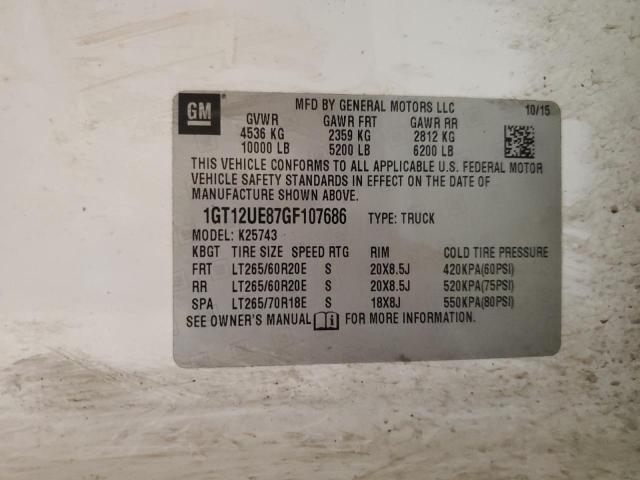 GM
MFD BY GENERAL MOTORS LLC 10/15
GVWR GAWR FRT GAWR RR
4536 KG 2359 KG 2812 KG
10000 LB 5200 LB 6200 LB
THIS VEHICLE CONFORMS TO ALL APPLICABLE U.S. FEDERAL MOTOR
VEHICLE SAFETY STANDARDS IN EFFECT ON THE DATE OF
MANUFACTURE SHOWN ABOVE.
1GT12UE87GF107686 TYPE: TRUCK
MODEL: K25743
KBGT TIRE SIZE SPEED RTG RIM COLD TIRE PRESSURE
FRT LT265/60R20E S 20X8.5J 420KPA(60PSI)
RR LT265/60R20E S 20X8.5J 520KPA(75PSI)
SPA LT265/70R18E S 18X8J 550KPA(80PSI)
SEE OWNER'S MANUAL FOR MORE INFORMATION.